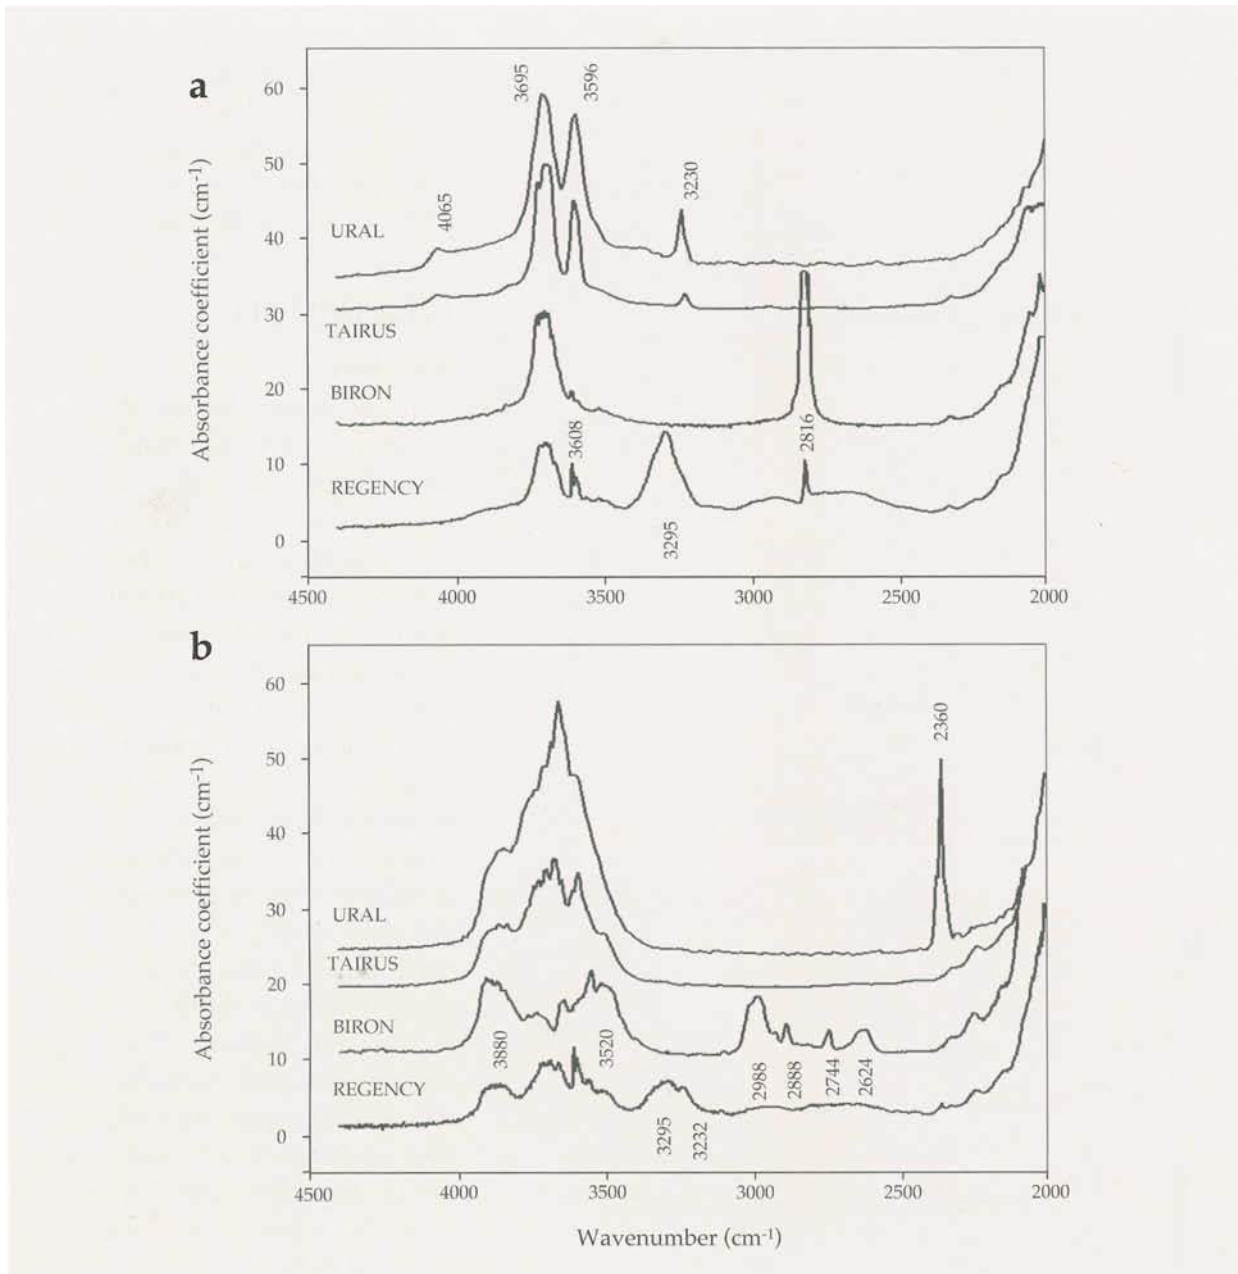 a
Absorbance coefficient (cm⁻¹)
60
50
40
30
20
10
0
3695
3596
4065
3230
URAL
TAIRUS
BIRON
3608
2816
REGENCY
3295
4500 4000 3500 3000 2500 2000
b
Absorbance coefficient (cm⁻¹)
60
50
40
30
20
10
0
2360
URAL
TAIRUS
BIRON
3880
3520
2988
2888
2744
2624
REGENCY
3295
3232
4500 4000 3500 3000 2500 2000
Wavenumber (cm⁻¹)